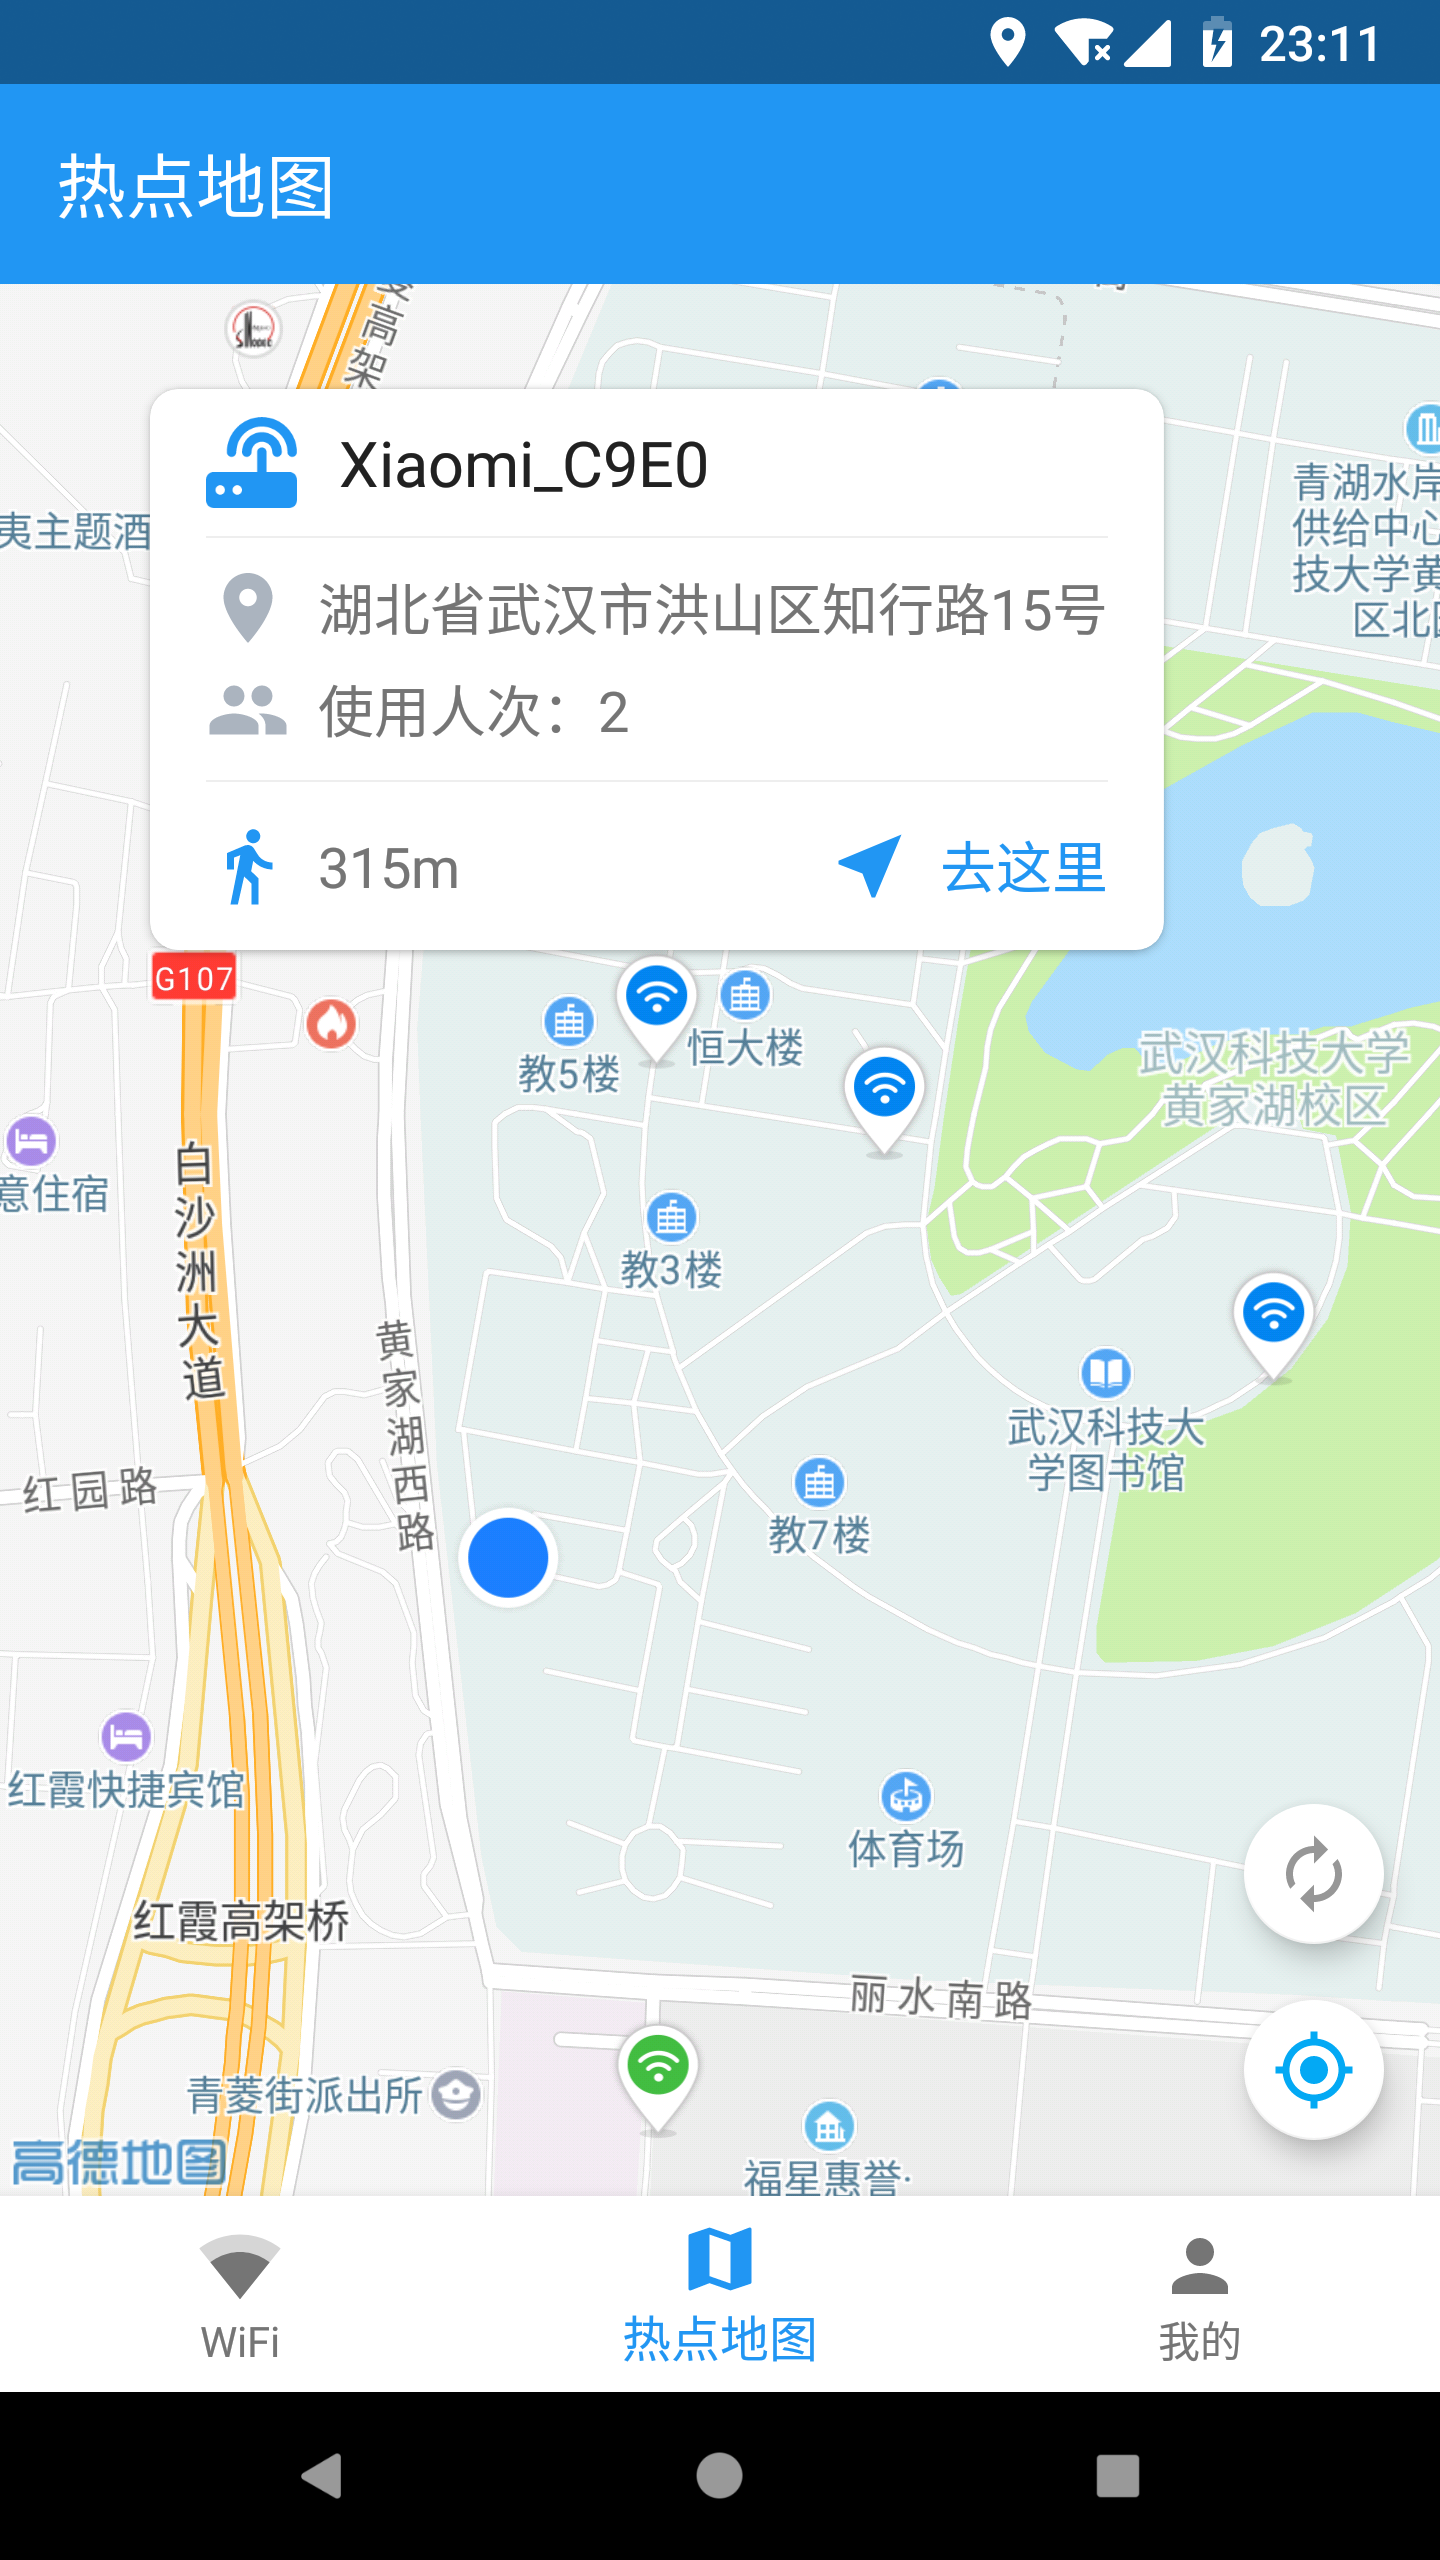 23:11
热点地图
高架
Xiaomi_C9E0
夷主题酒
湖北省武汉市洪山区知行路15号
使用人次：2
315m
去这里
青湖水岸
供给中心
技大学黄
区北
G107
教5楼
恒大楼
武汉科技大学
黄家湖校区
意住宿
白沙洲大道
教3楼
黄家湖西路
武汉科技大
学图书馆
红园路
教7楼
红霞快捷宾馆
体育场
红霞高架桥
丽水南路
青菱街派出所
高德地图
福星惠誉·
WiFi
热点地图
我的